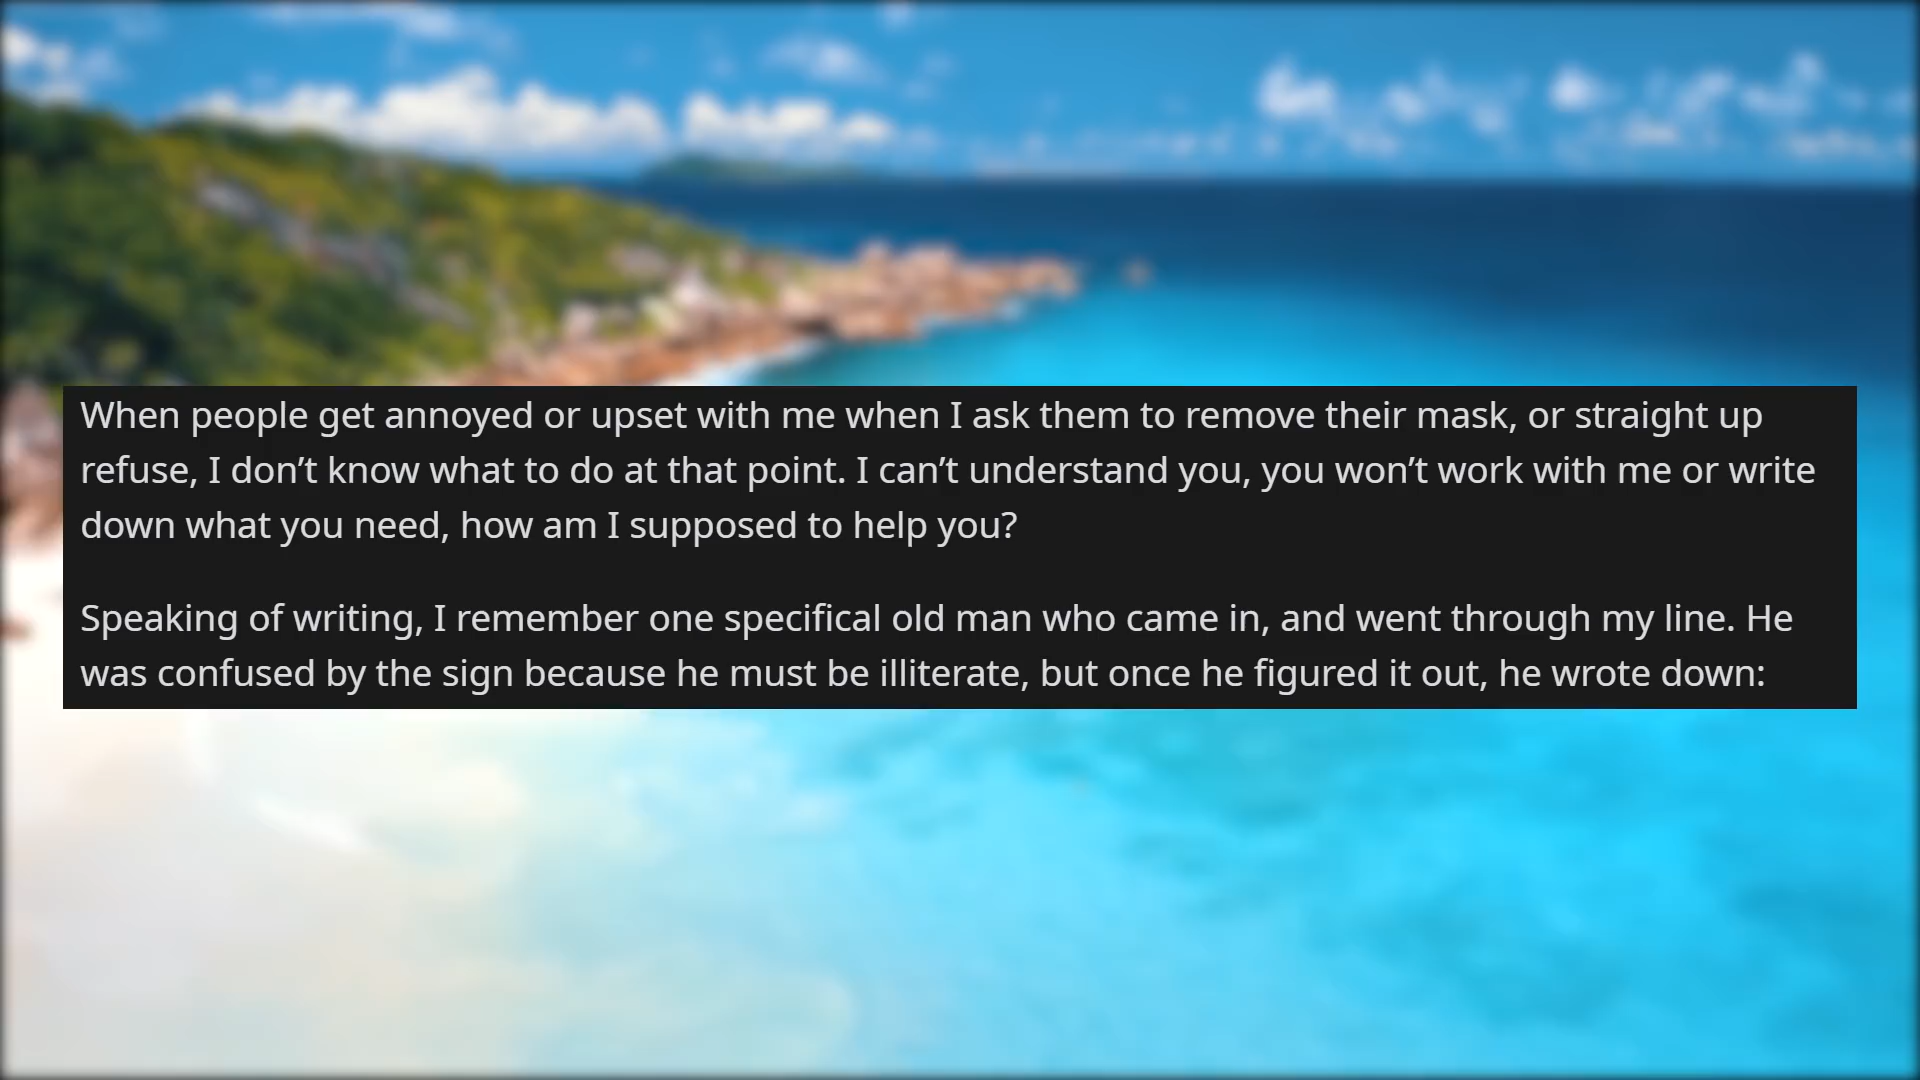 When people get annoyed or upset with me when I ask them to remove their mask, or straight up
refuse, I don’t know what to do at that point. I can’t understand you, you won’t work with me or write
down what you need, how am I supposed to help you?
Speaking of writing, I remember one specifical old man who came in, and went through my line. He
was confused by the sign because he must be illiterate, but once he figured it out, he wrote down: